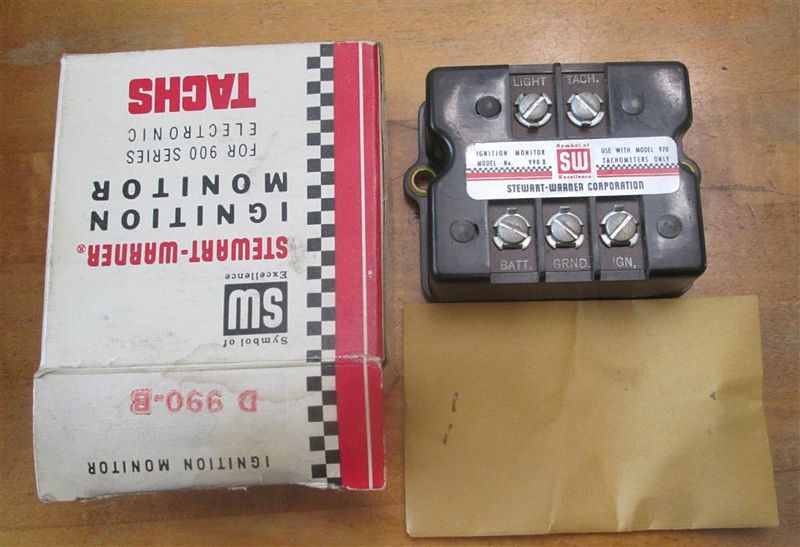 IGNITION MONITOR
D 990-B
Symbol of
SW
Excellence
STEWART-WARNER®
IGNITION
MONITOR
FOR 900 SERIES
ELECTRONIC
TACHS
LIGHT TACH.
IGNITION MONITOR
MODEL No. 990 B
Symbol of
SW
Excellence
USE WITH MODEL 970
TACHOMETERS ONLY
STEWART-WARNER CORPORATION
BATT. GRND. IGN.